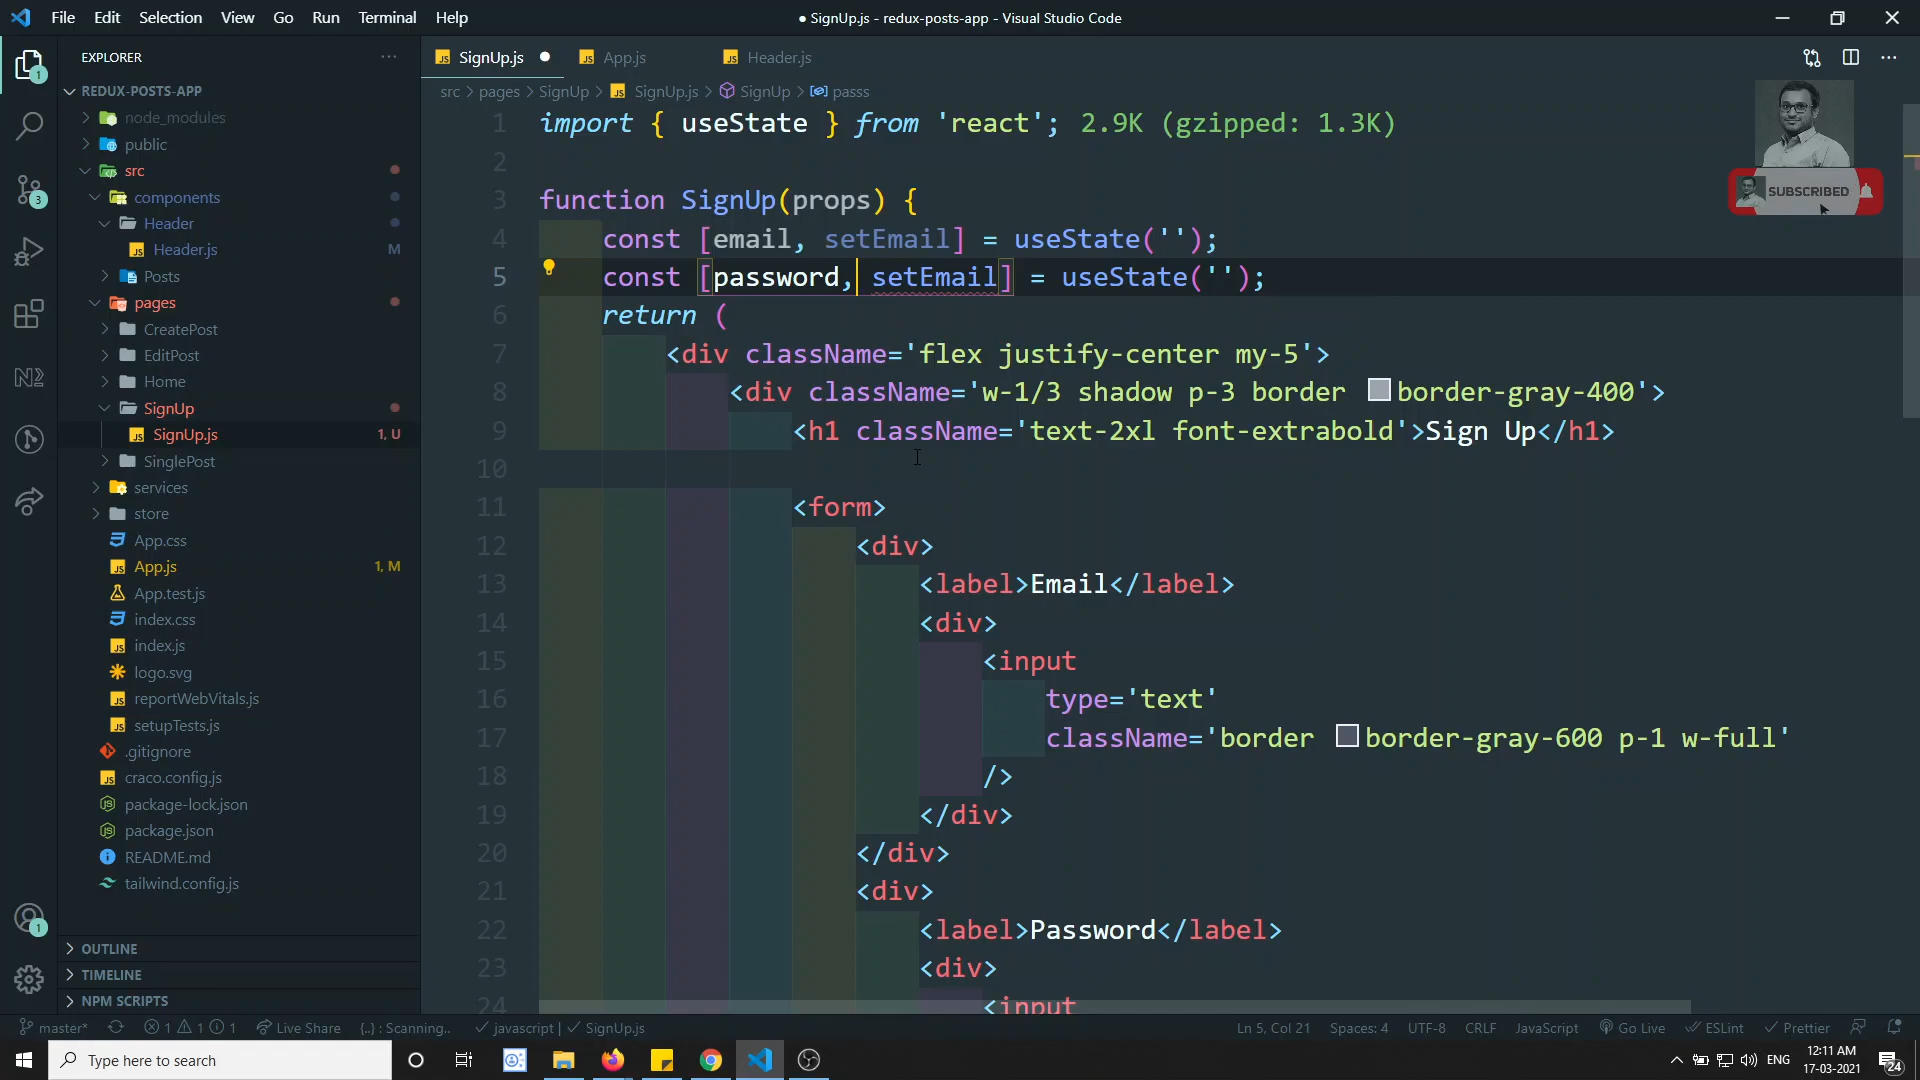 File Edit Selection View Go Run Terminal Help
● SignUp.js - redux-posts-app - Visual Studio Code
EXPLORER
REDUX-POSTS-APP
node_modules
public
src
components
Header
Header.js M
Posts
pages
CreatePost
EditPost
Home
SignUp
SignUp.js 1, U
SinglePost
services
store
App.css
App.js 1, M
App.test.js
index.css
index.js
logo.svg
reportWebVitals.js
setupTests.js
.gitignore
craco.config.js
package-lock.json
package.json
README.md
tailwind.config.js
OUTLINE
TIMELINE
NPM SCRIPTS
1
3
1
SignUp.js ● App.js Header.js
src > pages > SignUp > SignUp.js > SignUp > passs
1 import { useState } from 'react'; 2.9K (gzipped: 1.3K)
2
3 function SignUp(props) {
4 const [email, setEmail] = useState('');
5 const [password, setEmail] = useState('');
6 return (
7 <div className='flex justify-center my-5'>
8 <div className='w-1/3 shadow p-3 border border-gray-400'>
9 <h1 className='text-2xl font-extrabold'>Sign Up</h1>
10
11 <form>
12 <div>
13 <label>Email</label>
14 <div>
15 <input
16 type='text'
17 className='border border-gray-600 p-1 w-full'
18 />
19 </div>
20 </div>
21 <div>
22 <label>Password</label>
23 <div>
24 <input
SUBSCRIBED
master* 1 1 1 Live Share {..} : Scanning.. javascript | SignUp.js
Ln 5, Col 21 Spaces: 4 UTF-8 CRLF JavaScript Go Live ESLint Prettier
Type here to search
ENG
12:11 AM
17-03-2021
24